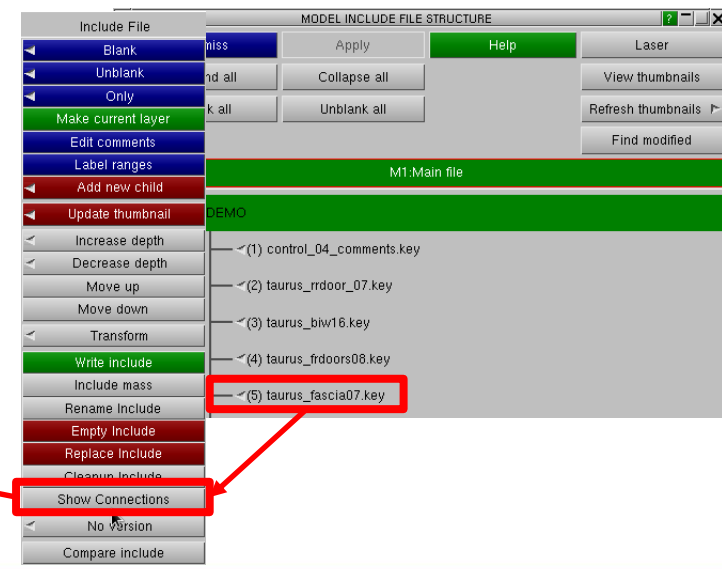 Include File
Blank
Unblank
Only
Make current layer
Edit comments
Label ranges
Add new child
Update thumbnail
Increase depth
Decrease depth
Move up
Move down
Transform
Write include
Include mass
Rename Include
Empty Include
Replace Include
Cleanup Include
Show Connections
No version
Compare include
MODEL INCLUDE FILE STRUCTURE
?
miss Apply Help Laser
nd all Collapse all View thumbnails
k all Unblank all Refresh thumbnails
Find modified
M1:Main file
DEMO
(1) control_04_comments.key
(2) taurus_rrdoor_07.key
(3) taurus_biw16.key
(4) taurus_frdoors08.key
(5) taurus_fascia07.key